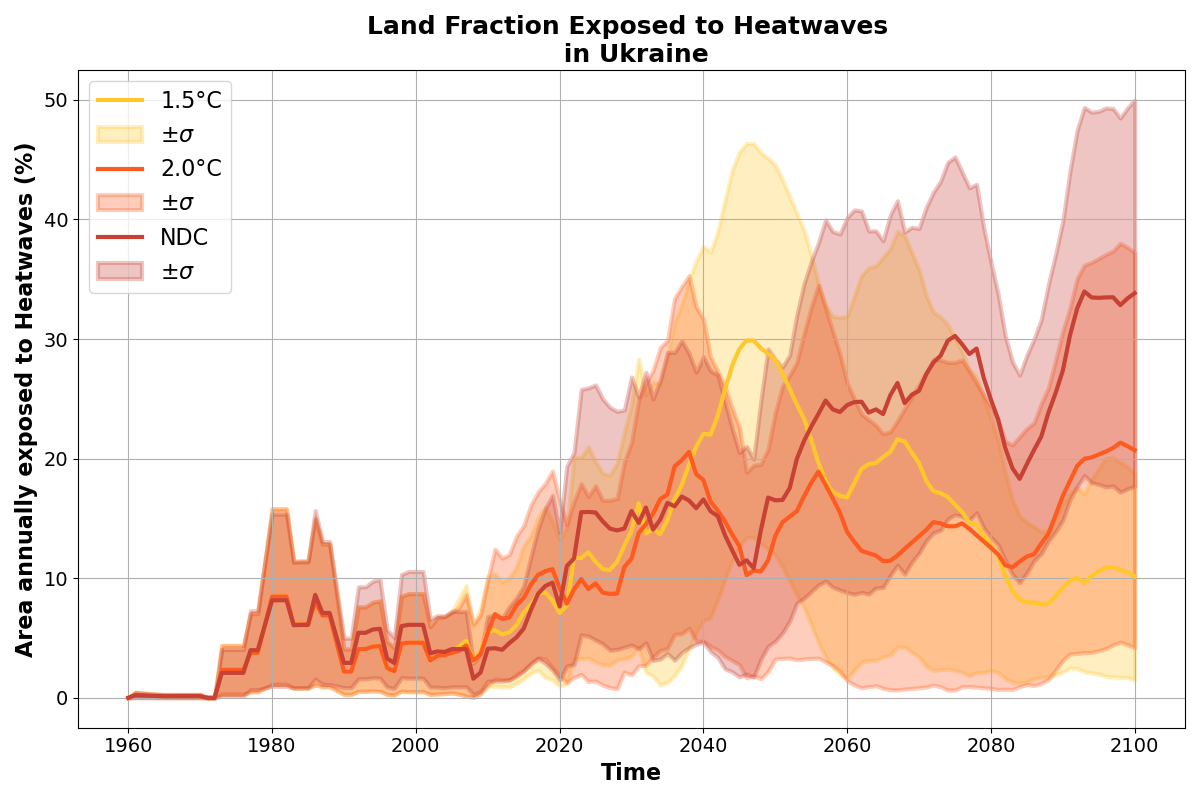 Land Fraction Exposed to Heatwaves
in Ukraine
1.5°C
±σ
2.0°C
±σ
NDC
±σ
Area annually exposed to Heatwaves (%)
50
40
30
20
10
0
1960
1980
2000
2020
2040
2060
2080
2100
Time